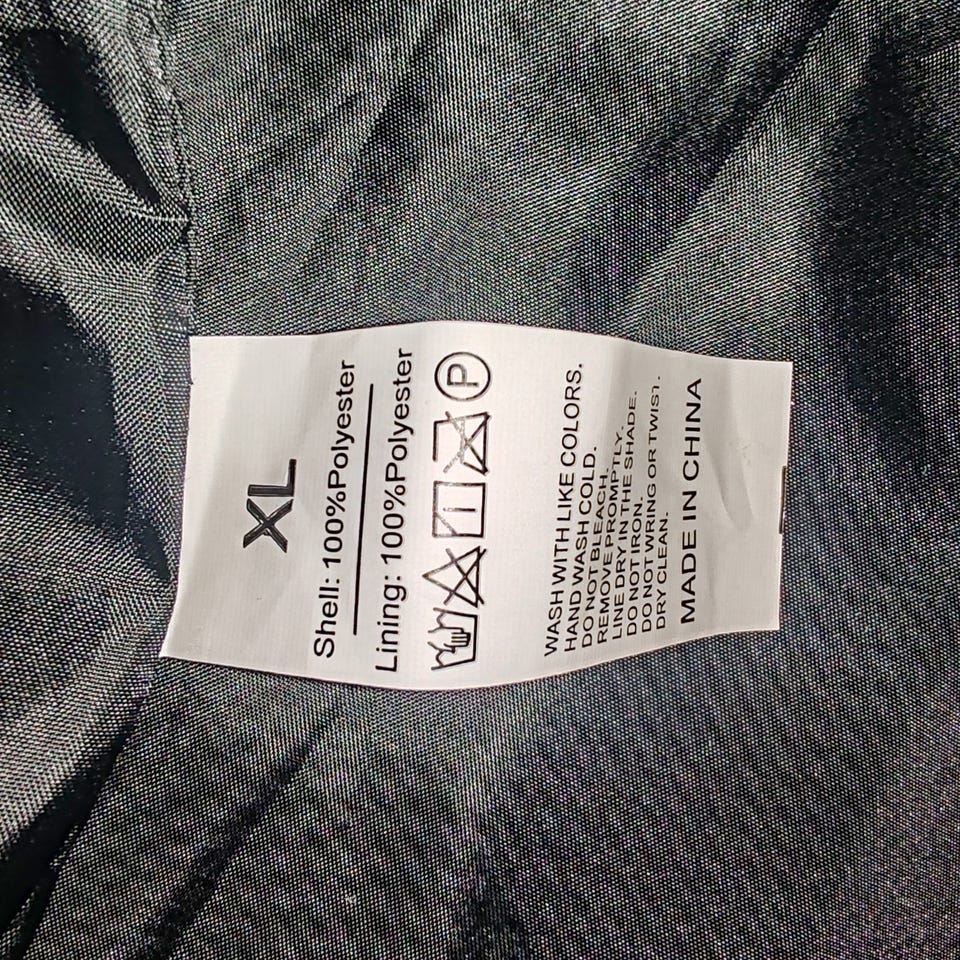 XL
Shell: 100%Polyester
Lining: 100%Polyester
P
WASH WITH LIKE COLORS.
HAND WASH COLD.
DO NOT BLEACH.
REMOVE PROMPTLY.
LINE DRY IN THE SHADE.
DO NOT IRON.
DO NOT WRING OR TWIST.
DRY CLEAN.
MADE IN CHINA